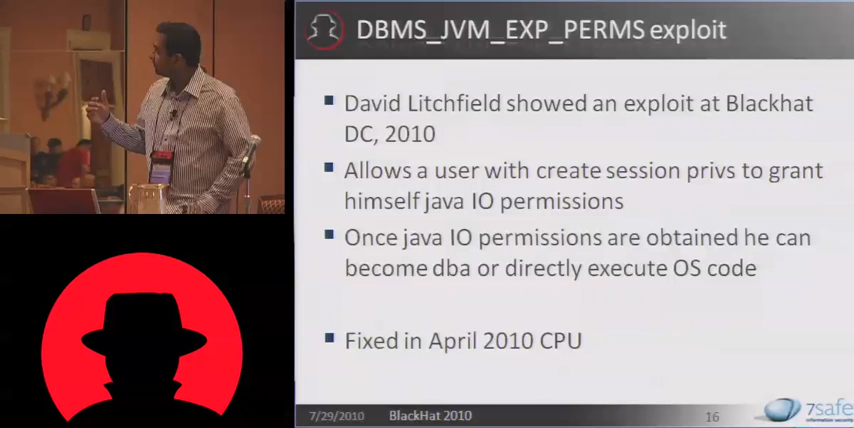 DBMS_JVM_EXP_PERMS exploit
David Litchfield showed an exploit at Blackhat
DC, 2010
Allows a user with create session privs to grant
himself java IO permissions
Once java IO permissions are obtained he can
become dba or directly execute OS code
Fixed in April 2010 CPU
7/29/2010 BlackHat 2010 16
7safe
information security